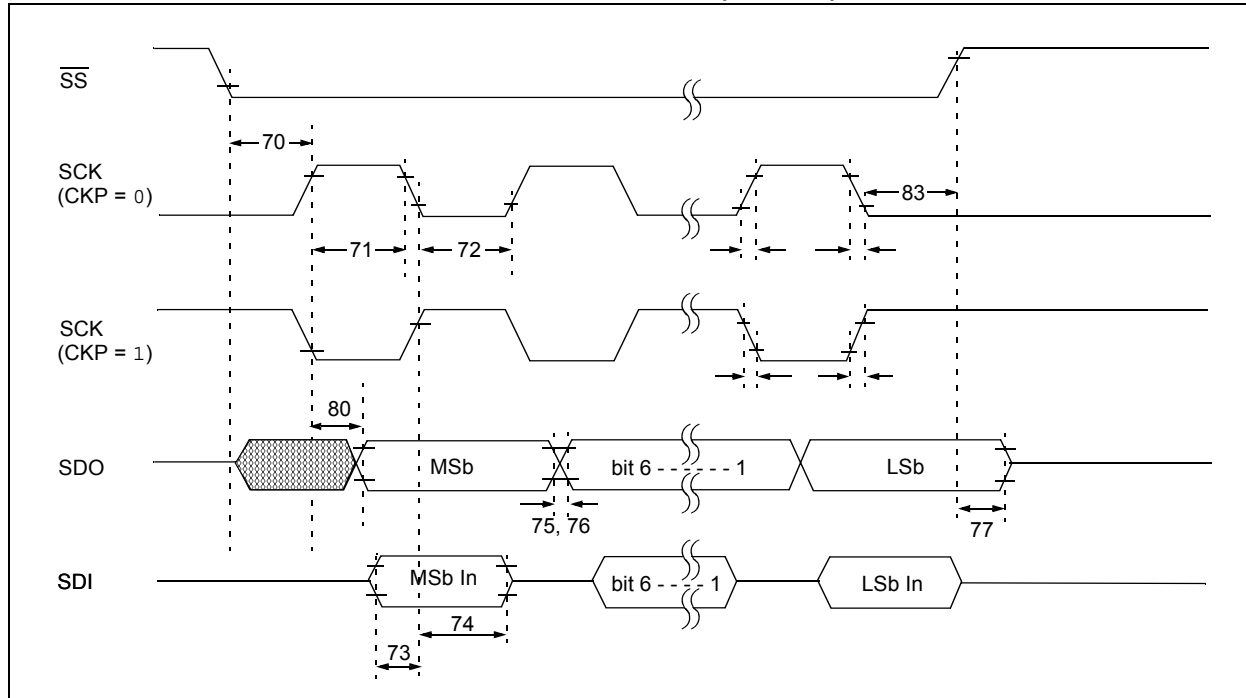 SS
70
SCK
(CKP = 0)
83
71
72
SCK
(CKP = 1)
80
SDO
MSb
bit 6 - - - - - - 1
LSb
75, 76
77
SDI
MSb In
bit 6 - - - - 1
LSb In
74
73